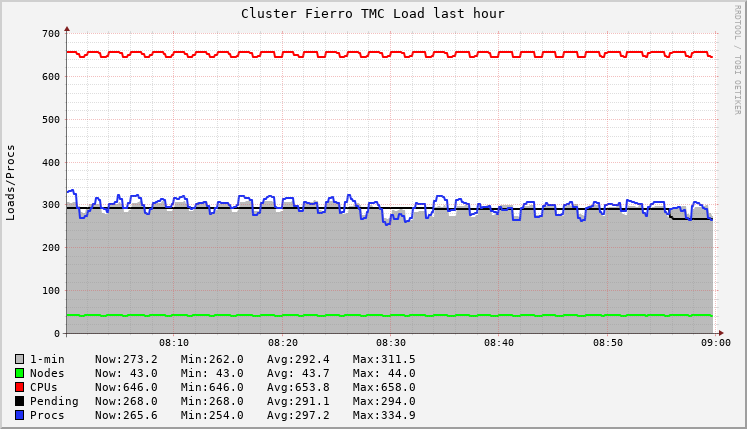 Cluster Fierro TMC Load last hour
RRDTOOL / TOBI OETIKER
Loads/Procs
700
600
500
400
300
200
100
0
08:10 08:20 08:30 08:40 08:50 09:00
1-min Now:273.2 Min:262.0 Avg:292.4 Max:311.5
Nodes Now: 43.0 Min: 43.0 Avg: 43.7 Max: 44.0
CPUs Now:646.0 Min:646.0 Avg:653.8 Max:658.0
Pending Now:268.0 Min:268.0 Avg:291.1 Max:294.0
Procs Now:265.6 Min:254.0 Avg:297.2 Max:334.9